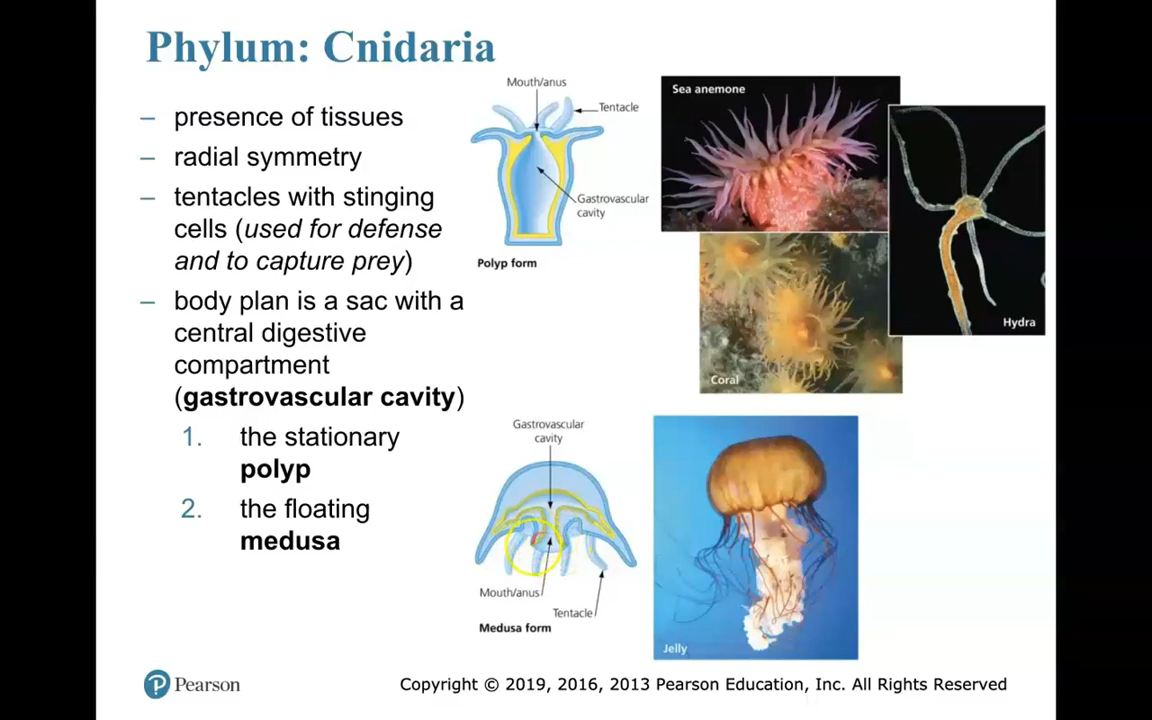 Phylum: Cnidaria
– presence of tissues
– radial symmetry
– tentacles with stinging
cells (used for defense
and to capture prey)
– body plan is a sac with a
central digestive
compartment
(gastrovascular cavity)
1. the stationary
polyp
2. the floating
medusa
Mouth/anus
Tentacle
Gastrovascular
cavity
Polyp form
Sea anemone
Hydra
Coral
Gastrovascular
cavity
Mouth/anus
Tentacle
Medusa form
Jelly
P Pearson
Copyright © 2019, 2016, 2013 Pearson Education, Inc. All Rights Reserved